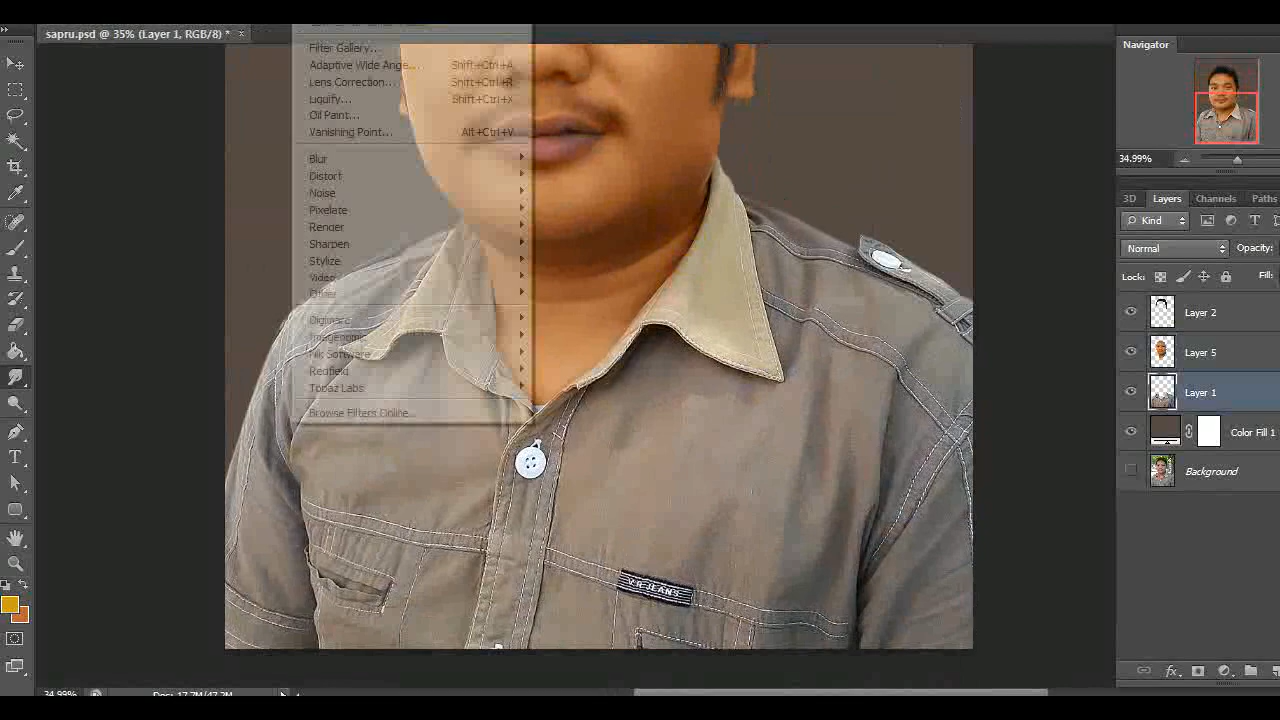 sapru.psd @ 35% (Layer 1, RGB/8) * ×
Navigator
Filter Gallery...
Adaptive Wide Angle... Shift+Ctrl+A
Lens Correction... Shift+Ctrl+R
Liquify... Shift+Ctrl+X
Oil Paint...
Vanishing Point... Alt+Ctrl+V
Blur
Distort
Noise
Pixelate
Render
Sharpen
Stylize
Video
Other
Digimarc
Imagenomic
Nik Software
Redfield
Topaz Labs
Browse Filters Online...
34.99%
3D Layers Channels Paths
Kind
Normal Opacity:
Lock: Fill:
Layer 2
Layer 5
Layer 1
Color Fill 1
Background
V.R JEANS
34.99% Doc: 17.7M/47.2M